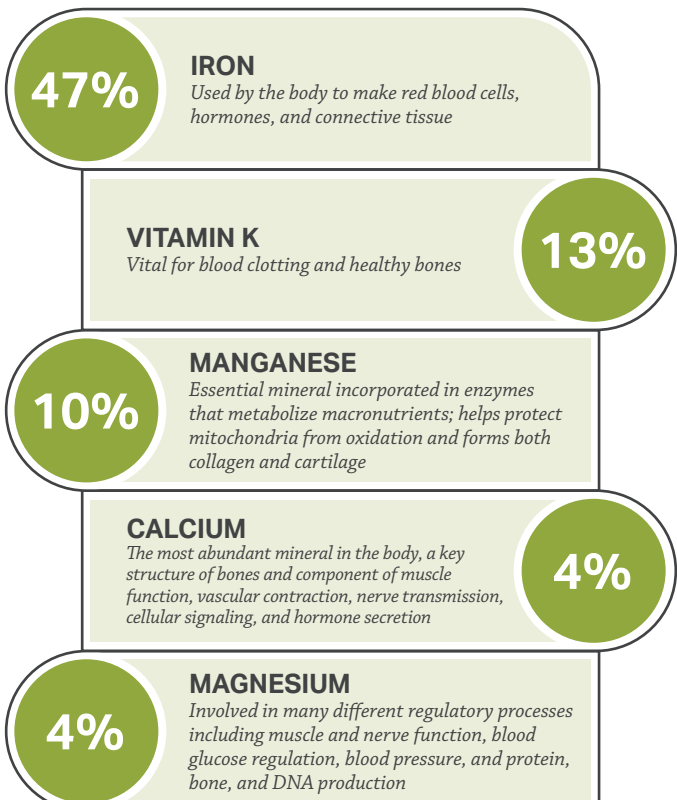 47%
IRON
Used by the body to make red blood cells,
hormones, and connective tissue
VITAMIN K
Vital for blood clotting and healthy bones
13%
10%
MANGANESE
Essential mineral incorporated in enzymes
that metabolize macronutrients; helps protect
mitochondria from oxidation and forms both
collagen and cartilage
CALCIUM
The most abundant mineral in the body, a key
structure of bones and component of muscle
function, vascular contraction, nerve transmission,
cellular signaling, and hormone secretion
4%
4%
MAGNESIUM
Involved in many different regulatory processes
including muscle and nerve function, blood
glucose regulation, blood pressure, and protein,
bone, and DNA production